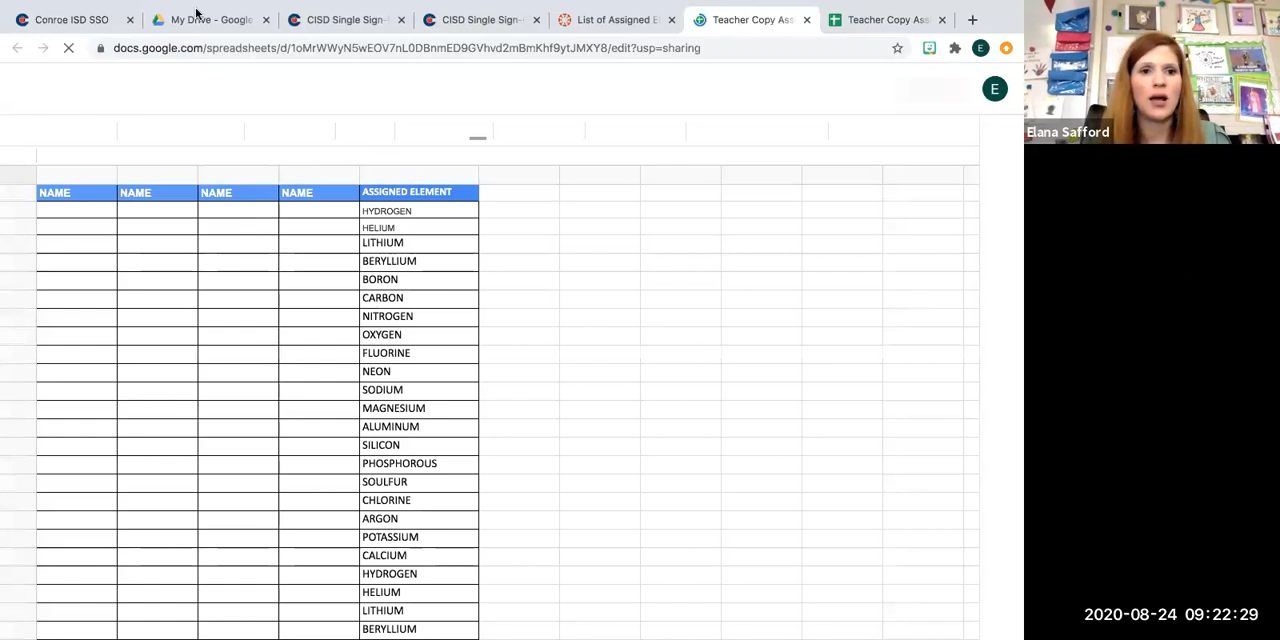 Conroe ISD SSO
My Drive - Google
CISD Single Sign-
CISD Single Sign-
List of Assigned E
Teacher Copy Ass
Teacher Copy Ass
docs.google.com/spreadsheets/d/1oMrWWyN5wEOV7nL0DBnmED9GVhvd2mBmKhf9ytJMXY8/edit?usp=sharing
E
E
Elana Safford
NAME NAME NAME NAME ASSIGNED ELEMENT
HYDROGEN
HELIUM
LITHIUM
BERYLLIUM
BORON
CARBON
NITROGEN
OXYGEN
FLUORINE
NEON
SODIUM
MAGNESIUM
ALUMINUM
SILICON
PHOSPHOROUS
SOULFUR
CHLORINE
ARGON
POTASSIUM
CALCIUM
HYDROGEN
HELIUM
LITHIUM
BERYLLIUM
2020-08-24 09:22:29